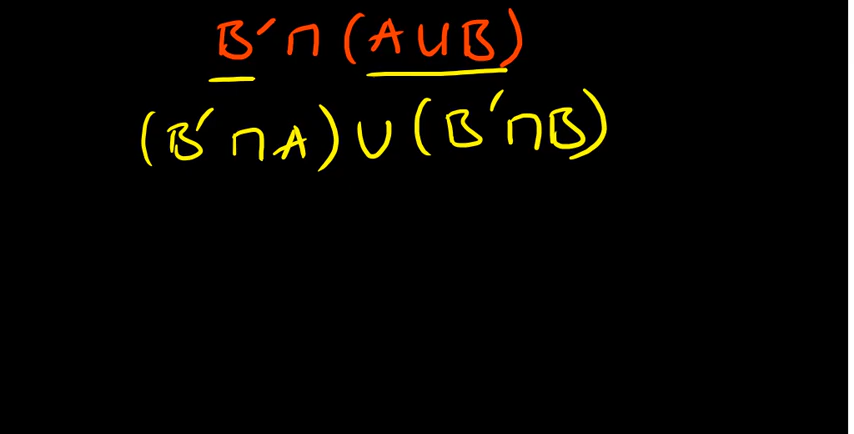 B′ ∩ (A ∪ B)
(B′ ∩ A) ∪ (B′ ∩ B)